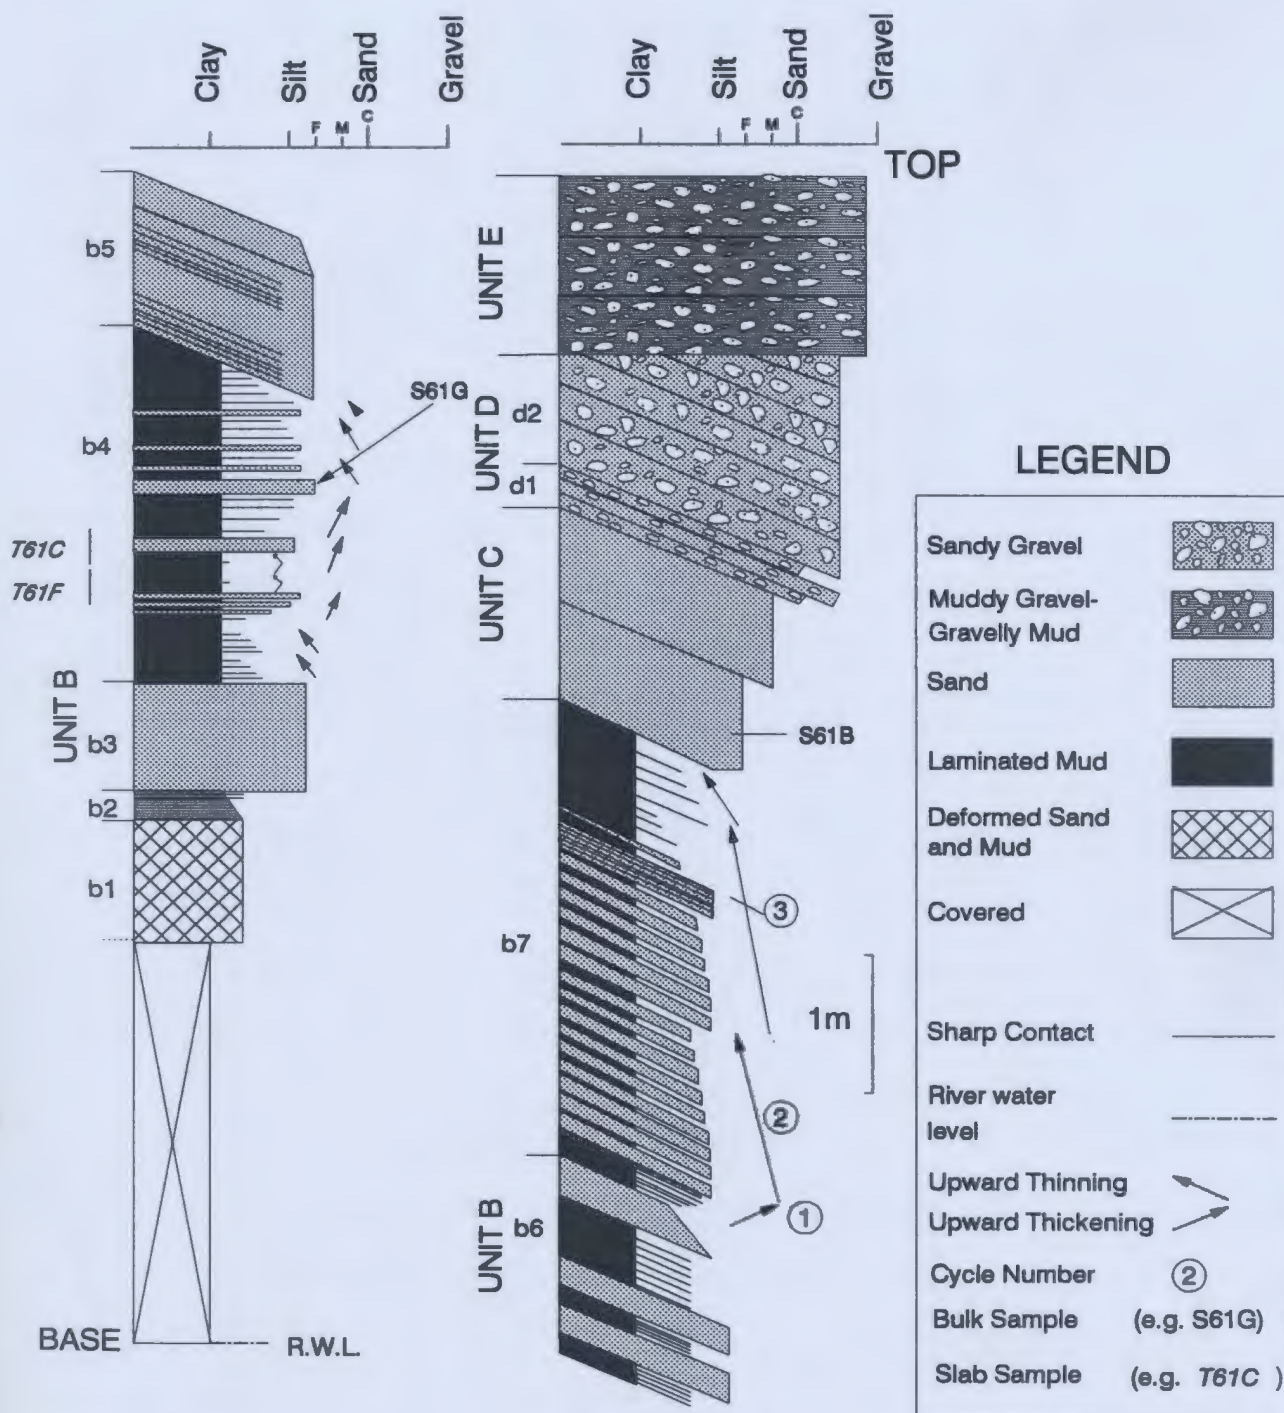 Clay Silt Sand Gravel
F M C
Clay Silt Sand Gravel
F M C
TOP
b5
b4
S61G
T61C
T61F
UNIT B
b3
b2
b1
BASE
R.W.L.
UNIT E
UNIT D
d2
d1
UNIT C
S61B
3
b7
1m
2
1
UNIT B
b6
LEGEND
Sandy Gravel
Muddy Gravel-
Gravelly Mud
Sand
Laminated Mud
Deformed Sand
and Mud
Covered
Sharp Contact
River water
level
Upward Thinning
Upward Thickening
Cycle Number 2
Bulk Sample (e.g. S61G)
Slab Sample (e.g. T61C )